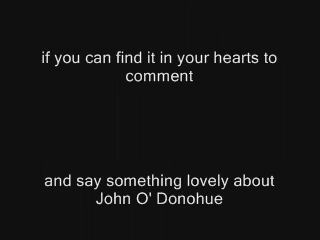 if you can find it in your hearts to
comment
and say something lovely about
John O' Donohue